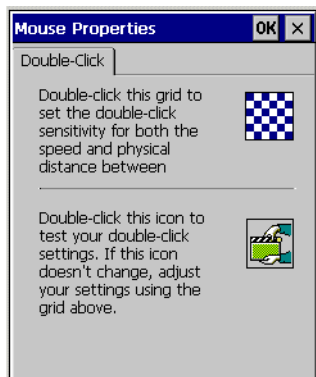 Mouse Properties OK ×
Double-Click
Double-click this grid to
set the double-click
sensitivity for both the
speed and physical
distance between
Double-click this icon to
test your double-click
settings. If this icon
doesn't change, adjust
your settings using the
grid above.